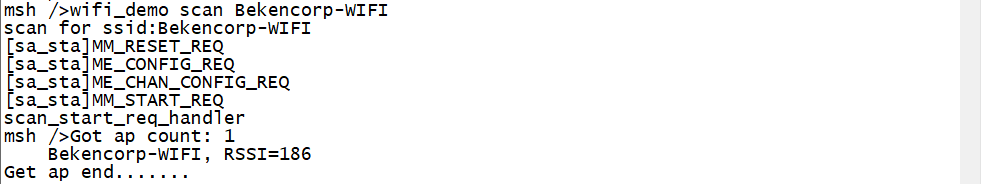 msh />wifi_demo scan Bekencorp-WIFI
scan for ssid:Bekencorp-WIFI
[sa_sta]MM_RESET_REQ
[sa_sta]ME_CONFIG_REQ
[sa_sta]ME_CHAN_CONFIG_REQ
[sa_sta]MM_START_REQ
scan_start_req_handler
msh />Got ap count: 1
    Bekencorp-WIFI, RSSI=186
Get ap end.......